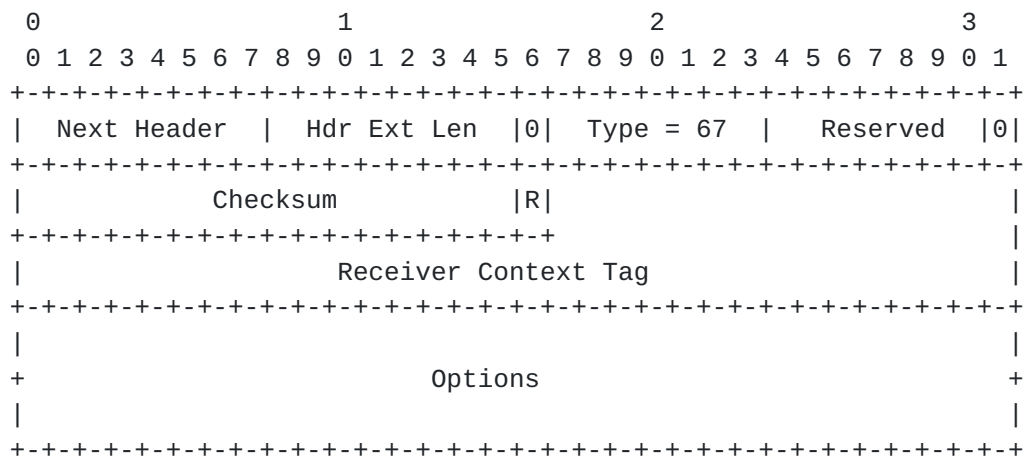 0                   1                   2                   3
 0 1 2 3 4 5 6 7 8 9 0 1 2 3 4 5 6 7 8 9 0 1 2 3 4 5 6 7 8 9 0 1
+-+-+-+-+-+-+-+-+-+-+-+-+-+-+-+-+-+-+-+-+-+-+-+-+-+-+-+-+-+-+-+-+
|  Next Header  |  Hdr Ext Len  |0|  Type = 67  |   Reserved  |0|
+-+-+-+-+-+-+-+-+-+-+-+-+-+-+-+-+-+-+-+-+-+-+-+-+-+-+-+-+-+-+-+-+
|            Checksum           |R|                             |
+-+-+-+-+-+-+-+-+-+-+-+-+-+-+-+-+-+                             |
|                    Receiver Context Tag                       |
+-+-+-+-+-+-+-+-+-+-+-+-+-+-+-+-+-+-+-+-+-+-+-+-+-+-+-+-+-+-+-+-+
|                                                               |
+                          Options                              +
|                                                               |
+-+-+-+-+-+-+-+-+-+-+-+-+-+-+-+-+-+-+-+-+-+-+-+-+-+-+-+-+-+-+-+-+